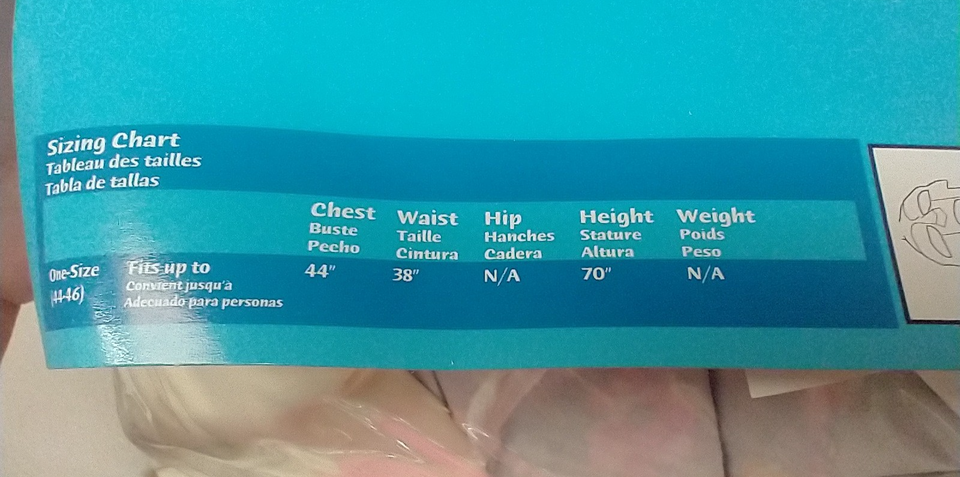 Sizing Chart
Tableau des tailles
Tabla de tallas
Chest Waist Hip Height Weight
Buste Taille Hanches Stature Poids
Pecho Cintura Cadera Altura Peso
One-Size Fits up to 44" 38" N/A 70" N/A
(44-46) Convient jusqu'à
Adecuado para personas